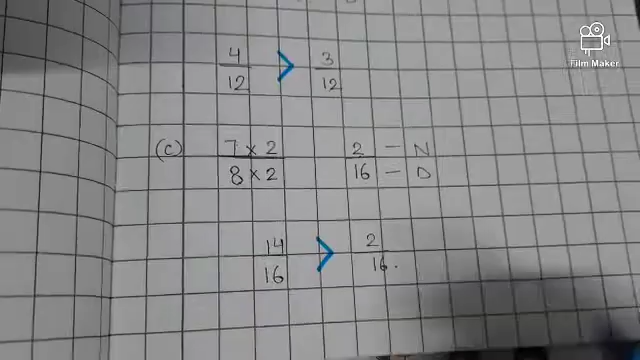 4/12 > 3/12
(c) 7 × 2 / 8 × 2 2 – N / 16 – D
14/16 > 2/16.
Film Maker